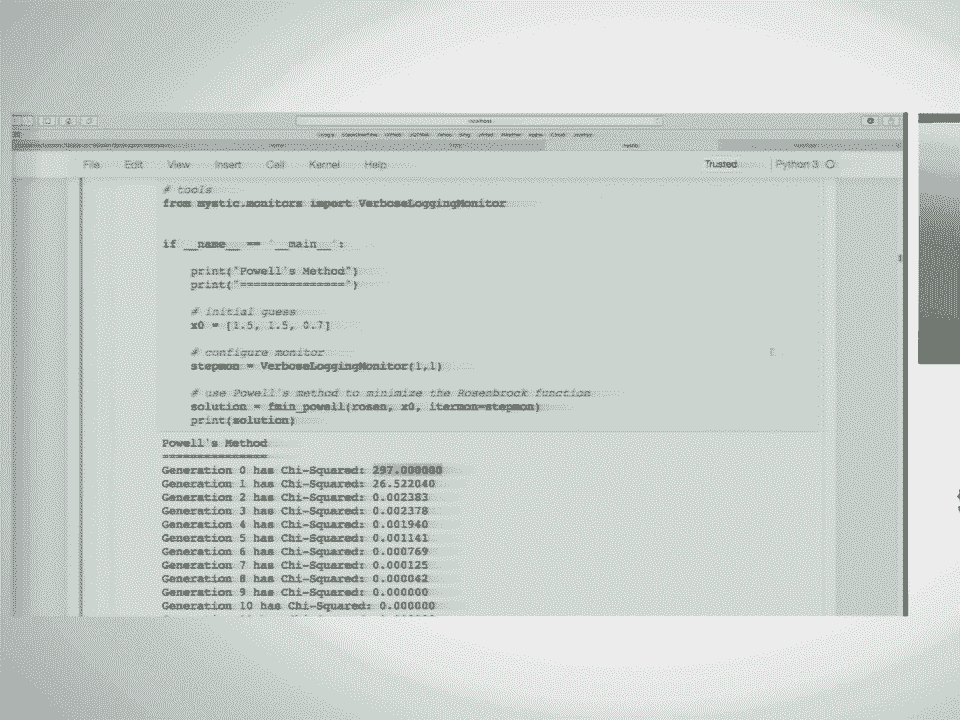 File Edit View Insert Cell Kernel Help Trusted Python 3
# tools
from mystic.monitors import VerboseLoggingMonitor
if __name__ == '__main__':
print("Powell's Method")
print("===============")
# initial guess
x0 = [1.5, 1.5, 0.7]
# configure monitor
stepmon = VerboseLoggingMonitor(1,1)
# use Powell's method to minimize the Rosenbrock function
solution = fmin_powell(rosen, x0, itermon=stepmon)
print(solution)
Powell's Method
===============
Generation 0 has Chi-Squared: 297.000000
Generation 1 has Chi-Squared: 26.522040
Generation 2 has Chi-Squared: 0.002383
Generation 3 has Chi-Squared: 0.002378
Generation 4 has Chi-Squared: 0.001940
Generation 5 has Chi-Squared: 0.001141
Generation 6 has Chi-Squared: 0.000769
Generation 7 has Chi-Squared: 0.000125
Generation 8 has Chi-Squared: 0.000042
Generation 9 has Chi-Squared: 0.000000
Generation 10 has Chi-Squared: 0.000000